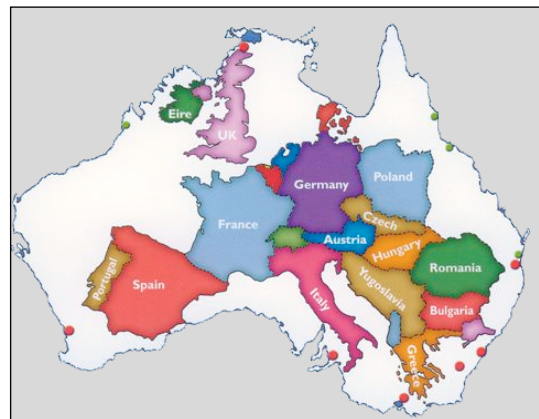 Eire
UK
Germany
Poland
France
Czech
Austria
Hungary
Portugal
Spain
Italy
Yugoslavia
Romania
Bulgaria
Greece